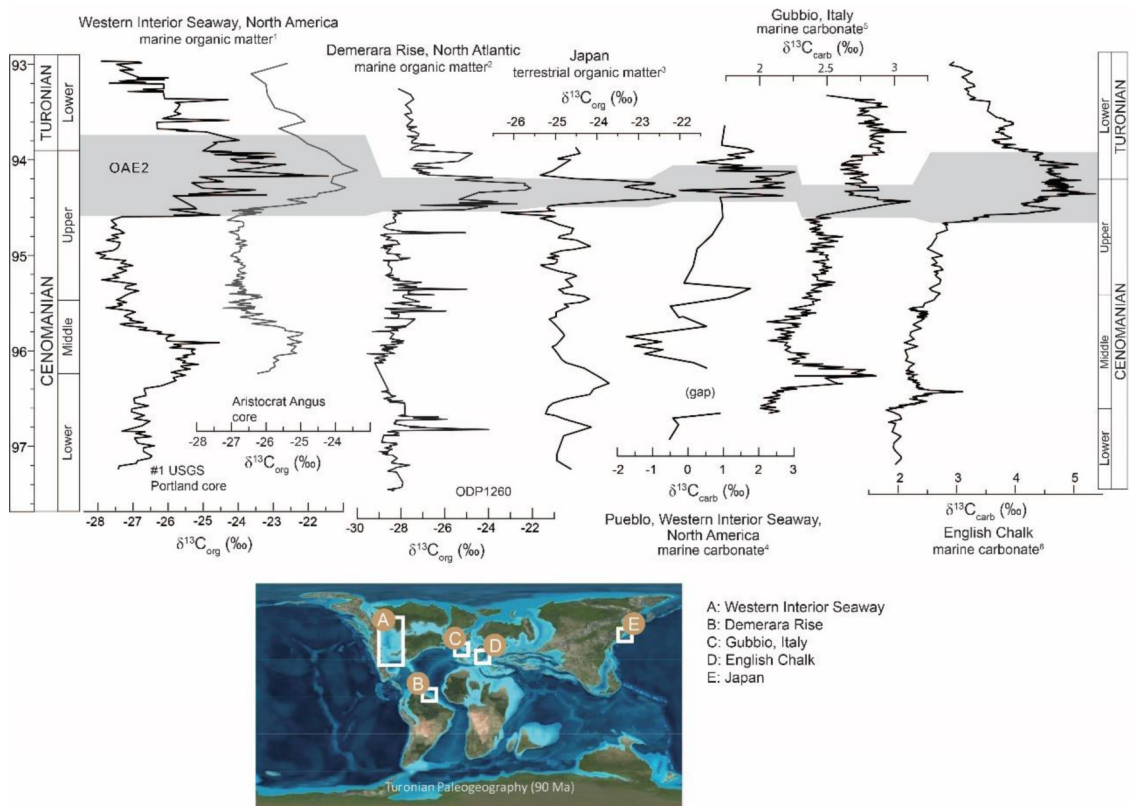 Western Interior Seaway, North America
marine organic matter¹
Demerara Rise, North Atlantic
marine organic matter²
Japan
terrestrial organic matter³
δ¹³Corg (‰)
-26 -25 -24 -23 -22
Gubbio, Italy
marine carbonate⁵
δ¹³Ccarb (‰)
2 2.5 3
93
94
95
96
97
TURONIAN
CENOMANIAN
Lower
Upper
Middle
Lower
OAE2
Aristocrat Angus
core
-28 -27 -26 -25 -24 -23
δ¹³Corg (‰)
#1 USGS
Portland core
-28 -27 -26 -25 -24 -23 -22
δ¹³Corg (‰)
ODP1260
-30 -28 -26 -24 -22
δ¹³Corg (‰)
(gap)
-2 -1 0 1 2 3
δ¹³Ccarb (‰)
Pueblo, Western Interior Seaway,
North America
marine carbonate⁴
2 3 4 5
δ¹³Ccarb (‰)
English Chalk
marine carbonate⁶
TURONIAN
CENOMANIAN
Lower
Upper
Middle
Lower
A
B
C
D
E
Turonian Paleogeography (90 Ma)
A: Western Interior Seaway
B: Demerara Rise
C: Gubbio, Italy
D: English Chalk
E: Japan